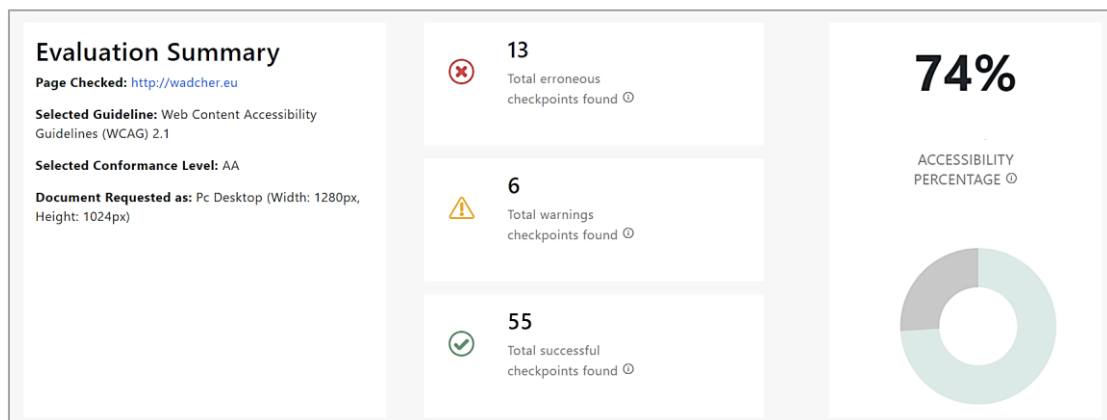 Evaluation Summary
Page Checked: http://wadcher.eu
Selected Guideline: Web Content Accessibility
Guidelines (WCAG) 2.1
Selected Conformance Level: AA
Document Requested as: Pc Desktop (Width: 1280px,
Height: 1024px)
13
Total erroneous
checkpoints found
6
Total warnings
checkpoints found
55
Total successful
checkpoints found
74%
ACCESSIBILITY
PERCENTAGE